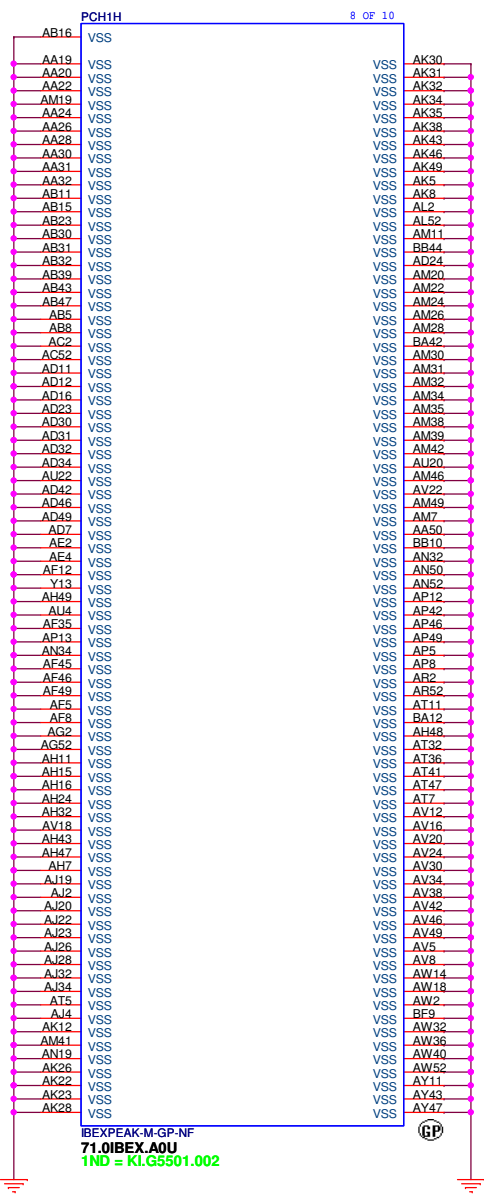 PCH1H 8 OF 10
AB16 VSS
AA19 VSS VSS AK30
AA20 VSS VSS AK31
AA22 VSS VSS AK32
AM19 VSS VSS AK34
AA24 VSS VSS AK35
AA26 VSS VSS AK38
AA28 VSS VSS AK43
AA30 VSS VSS AK46
AA31 VSS VSS AK49
AA32 VSS VSS AK5
AB11 VSS VSS AK8
AB15 VSS VSS AL2
AB23 VSS VSS AL52
AB30 VSS VSS AM11
AB31 VSS VSS BB44
AB32 VSS VSS AD24
AB39 VSS VSS AM20
AB43 VSS VSS AM22
AB47 VSS VSS AM24
AB5 VSS VSS AM26
AB8 VSS VSS AM28
AC2 VSS VSS BA42
AC52 VSS VSS AM30
AD11 VSS VSS AM31
AD12 VSS VSS AM32
AD16 VSS VSS AM34
AD23 VSS VSS AM35
AD30 VSS VSS AM38
AD31 VSS VSS AM39
AD32 VSS VSS AM42
AD34 VSS VSS AU20
AU22 VSS VSS AM46
AD42 VSS VSS AV22
AD46 VSS VSS AM49
AD49 VSS VSS AM7
AD7 VSS VSS AA50
AE2 VSS VSS BB10
AE4 VSS VSS AN32
AF12 VSS VSS AN50
Y13 VSS VSS AN52
AH49 VSS VSS AP12
AU4 VSS VSS AP42
AF35 VSS VSS AP46
AP13 VSS VSS AP49
AN34 VSS VSS AP5
AF45 VSS VSS AP8
AF46 VSS VSS AR2
AF49 VSS VSS AR52
AF5 VSS VSS AT11
AF8 VSS VSS BA12
AG2 VSS VSS AH48
AG52 VSS VSS AT32
AH11 VSS VSS AT36
AH15 VSS VSS AT41
AH16 VSS VSS AT47
AH24 VSS VSS AT7
AH32 VSS VSS AV12
AV18 VSS VSS AV16
AH43 VSS VSS AV20
AH47 VSS VSS AV24
AH7 VSS VSS AV30
AJ19 VSS VSS AV34
AJ2 VSS VSS AV38
AJ20 VSS VSS AV42
AJ22 VSS VSS AV46
AJ23 VSS VSS AV49
AJ26 VSS VSS AV5
AJ28 VSS VSS AV8
AJ32 VSS VSS AW14
AJ34 VSS VSS AW18
AT5 VSS VSS AW2
AJ4 VSS VSS BF9
AK12 VSS VSS AW32
AM41 VSS VSS AW36
AN19 VSS VSS AW40
AK26 VSS VSS AW52
AK22 VSS VSS AY11
AK23 VSS VSS AY43
AK28 VSS VSS AY47
IBEXPEAK-M-GP-NF GP
71.0IBEX.A0U
1ND = KI.G5501.002